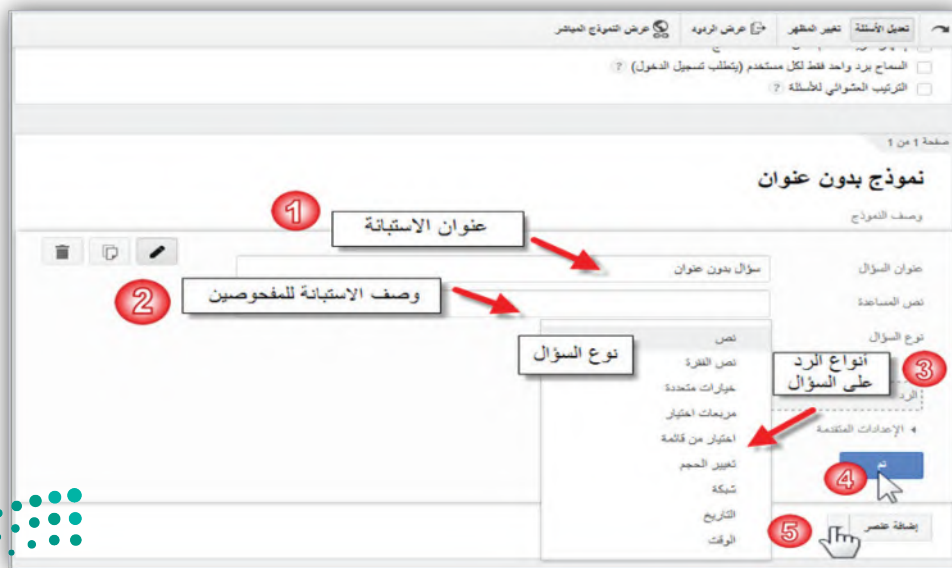 تعديل الأسئلة تغيير المظهر عرض الردود عرض النموذج المباشر
السماح برد واحد فقط لكل مستخدم (يتطلب تسجيل الدخول) ?
الترتيب العشوائي للأسئلة ?
صفحة 1 من 1
نموذج بدون عنوان
وصف النموذج
1 عنوان الاستبانة
عنوان السؤال سؤال بدون عنوان
2 وصف الاستبانة للمفحوصين
نص المساعدة
نوع السؤال
نوع السؤال
نص
نص الفقرة
خيارات متعددة
مربعات اختيار
اختيار من قائمة
تغيير الحجم
شبكة
التاريخ
الوقت
3 أنواع الرد
على السؤال
الرد
الإعدادات المتقدمة
تم 4
إضافة عنصر 5